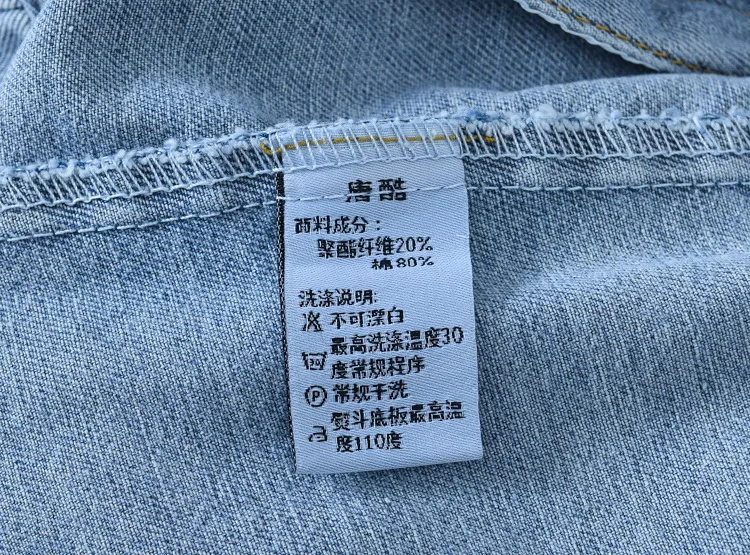 唐酷
面料成分：
聚酯纤维20%
棉80%
洗涤说明:
不可漂白
最高洗涤温度30
度常规程序
P 常规干洗
熨斗底板最高温
度110度